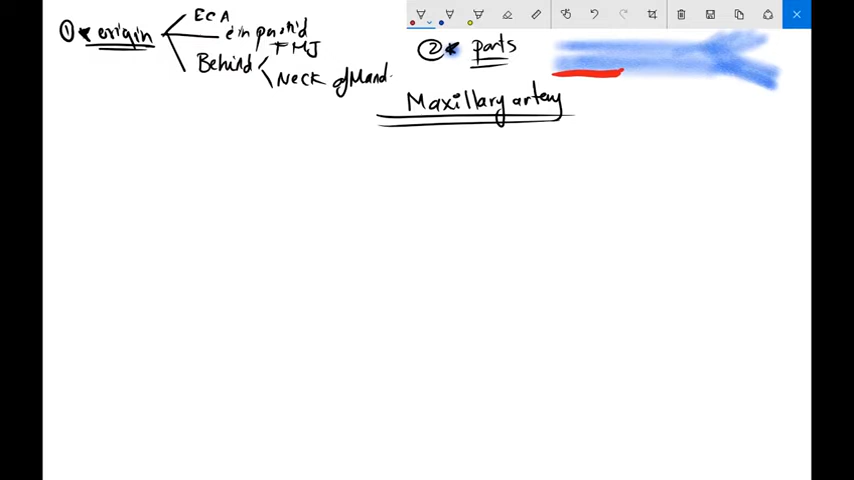 ① origin
ECA
in parotid
Behind
TMJ
Neck of Mand.
② parts
Maxillary artery